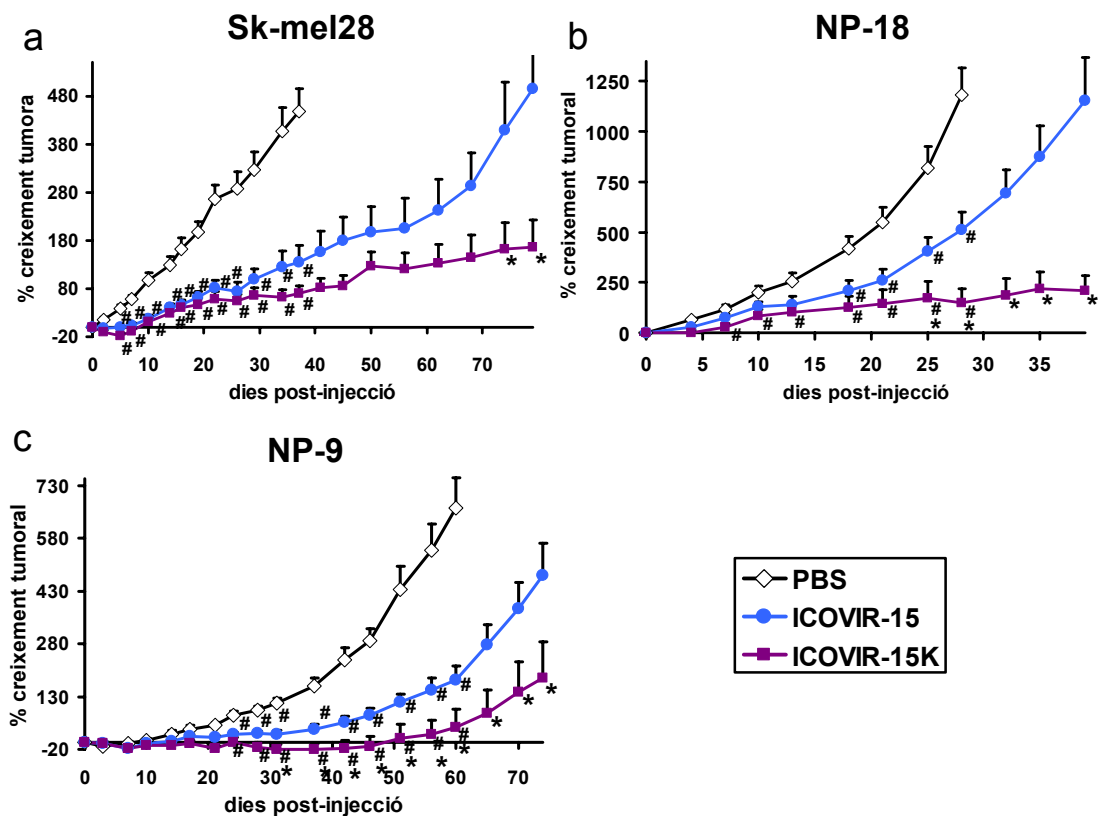 a
Sk-mel28
% creixement tumora
480
380
280
180
80
-20
0 10 20 30 40 50 60 70
dies post-injecció
# # # # # # # # # #
# # # # # # # # # # # #
* *
b
NP-18
% creixement tumoral
1250
1000
750
500
250
0
0 5 10 15 20 25 30 35
dies post-injecció
# # # #
# # # # # # #
* * * * *
c
NP-9
% creixement tumoral
730
580
430
280
130
-20
0 10 20 30 40 50 60 70
dies post-injecció
# # # # # # # # #
# # # # # # # # #
* * * * * * * * * *
PBS
ICOVIR-15
ICOVIR-15K